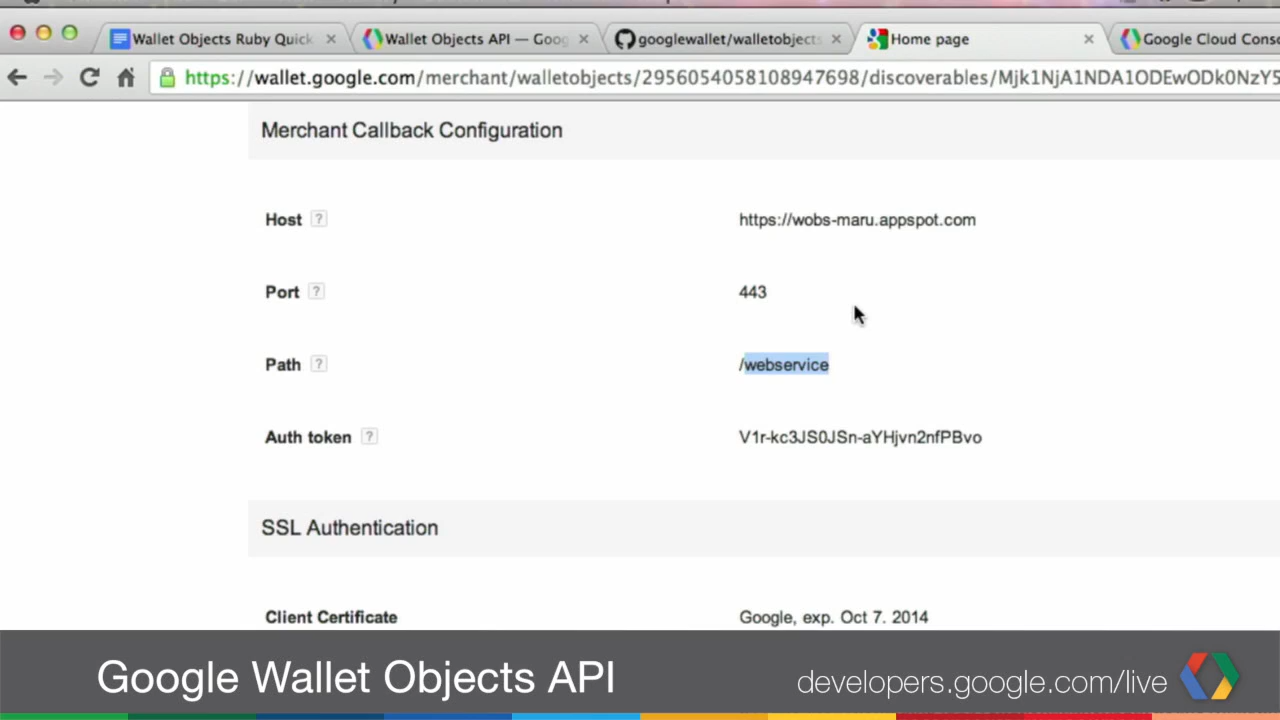 Wallet Objects Ruby Quick
Wallet Objects API — Goog
googlewallet/walletobjects
Home page
Google Cloud Conso
https://wallet.google.com/merchant/walletobjects/2956054058108947698/discoverables/Mjk1NjA1NDA1ODEwODk0NzY5
Merchant Callback Configuration
Host ?
https://wobs-maru.appspot.com
Port ?
443
Path ?
/webservice
Auth token ?
V1r-kc3JS0JSn-aYHjvn2nfPBvo
SSL Authentication
Client Certificate
Google, exp. Oct 7. 2014
Google Wallet Objects API
developers.google.com/live